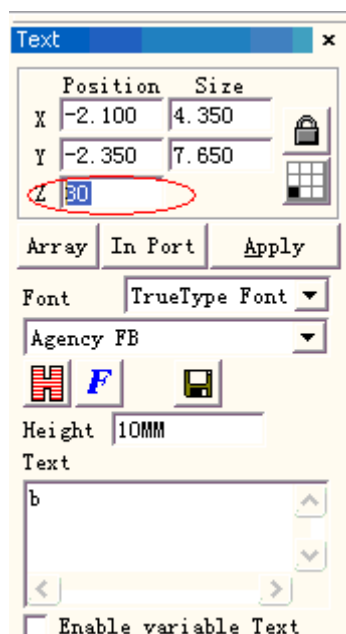 Text
Position Size
X -2.100 4.350
Y -2.350 7.650
Z 80
Array In Port Apply
Font TrueType Font
Agency FB
H F
Height 10MM
Text
b
Enable variable Text